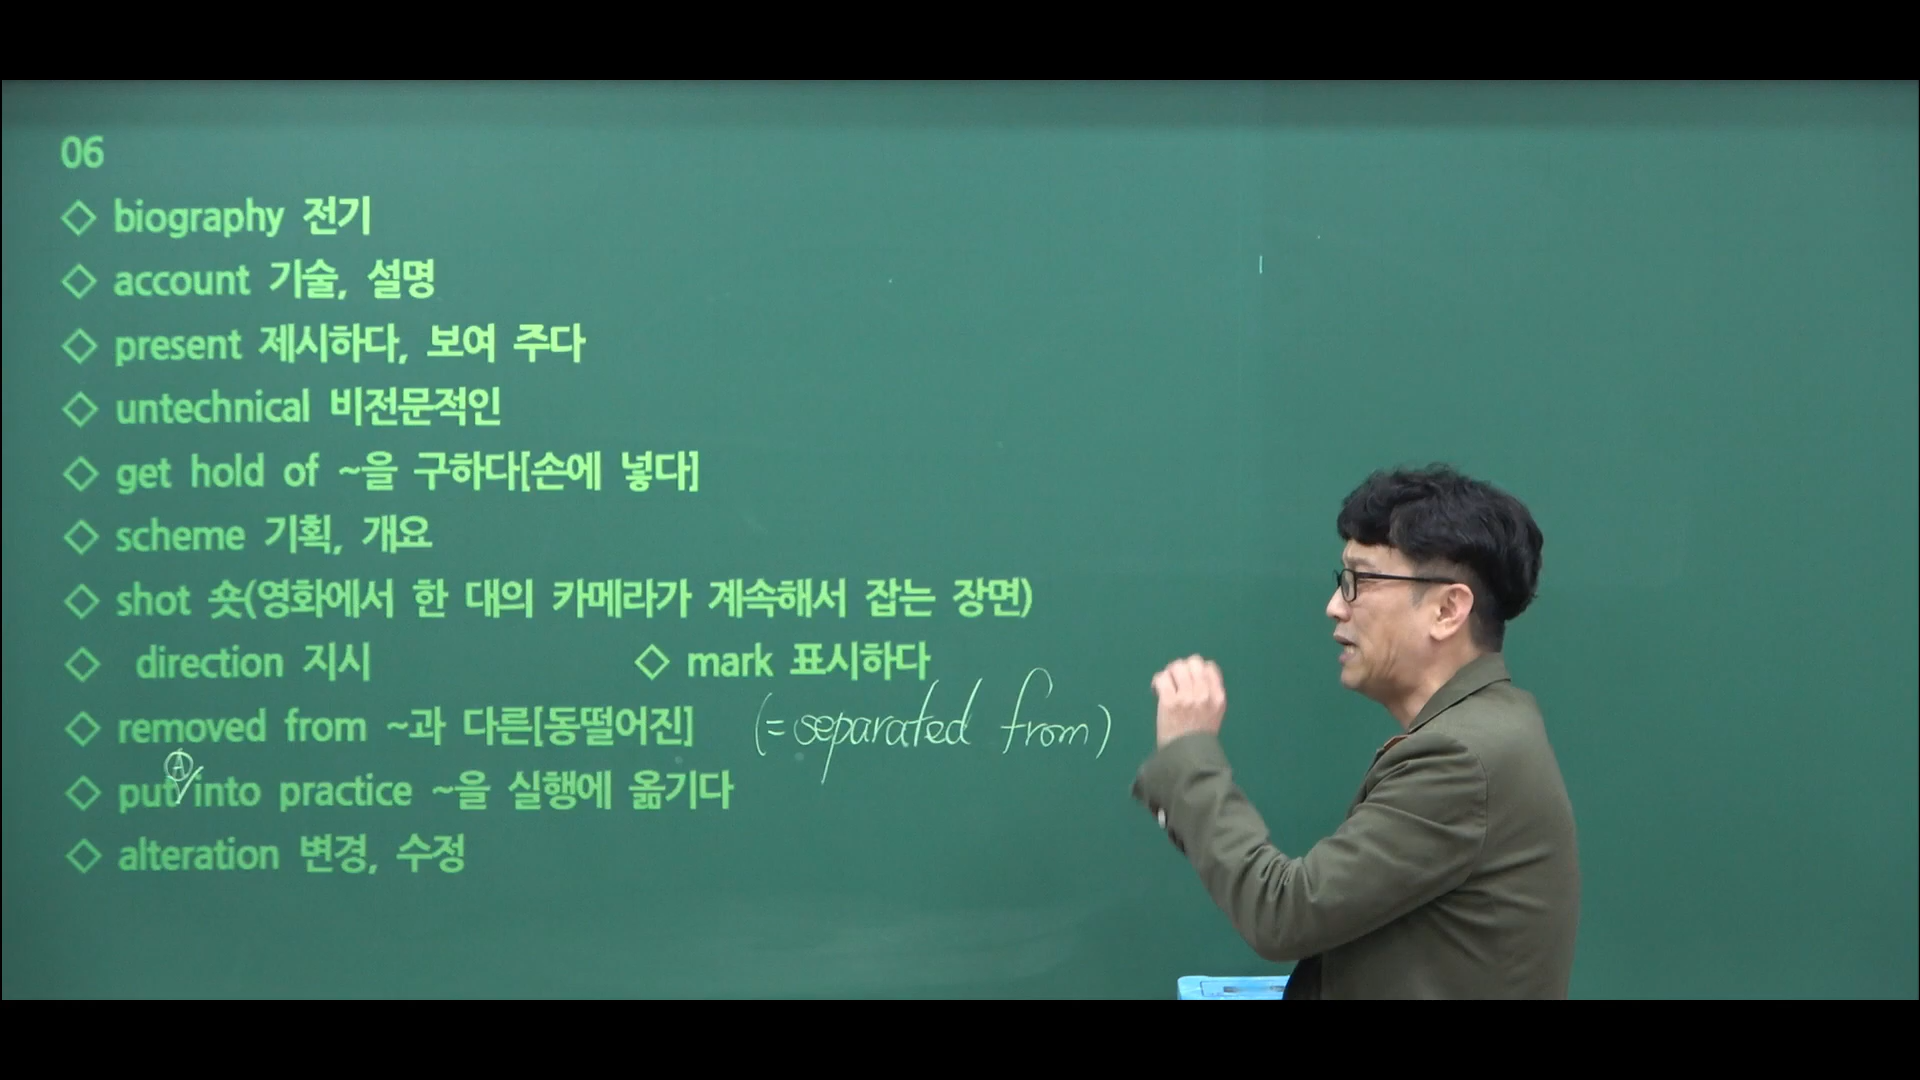 06
◇ biography 전기
◇ account 기술, 설명
◇ present 제시하다, 보여 주다
◇ untechnical 비전문적인
◇ get hold of ~을 구하다[손에 넣다]
◇ scheme 기획, 개요
◇ shot 숏(영화에서 한 대의 카메라가 계속해서 잡는 장면)
◇ direction 지시 ◇ mark 표시하다
◇ removed from ~과 다른[동떨어진] (=separated from)
Ⓐ
◇ put∨into practice ~을 실행에 옮기다
◇ alteration 변경, 수정